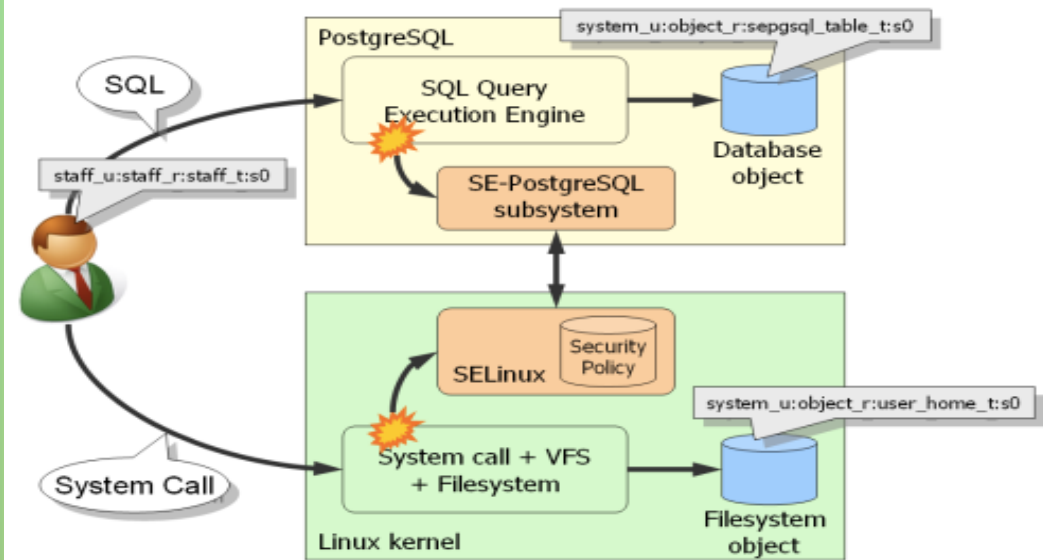 system_u:object_r:sepgsql_table_t:s0
PostgreSQL
SQL
SQL Query
Execution Engine
staff_u:staff_r:staff_t:s0
Database
object
SE-PostgreSQL
subsystem
SELinux
Security
Policy
system_u:object_r:user_home_t:s0
System call + VFS
+ Filesystem
System Call
Filesystem
object
Linux kernel